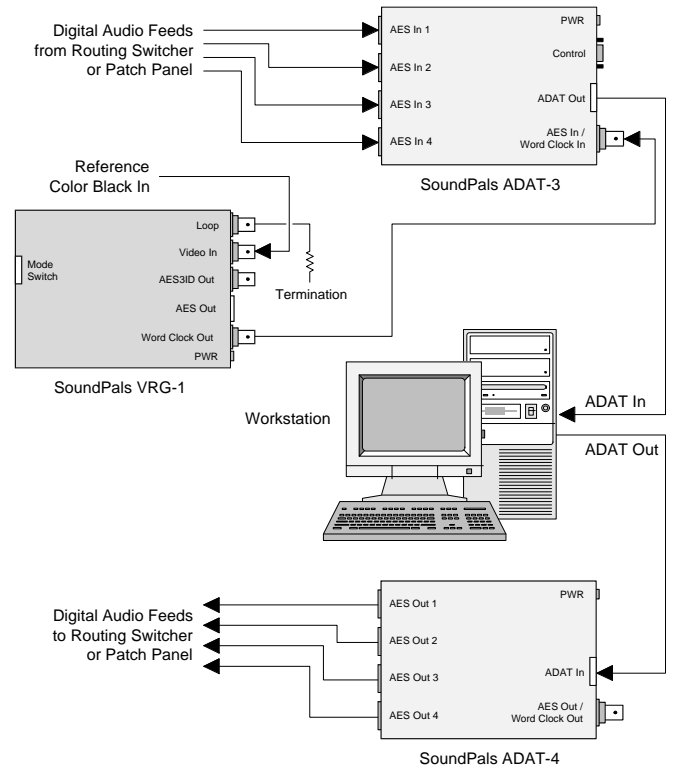 Digital Audio Feeds
from Routing Switcher
or Patch Panel
AES In 1
AES In 2
AES In 3
AES In 4
PWR
Control
ADAT Out
AES In /
Word Clock In
SoundPals ADAT-3
Reference
Color Black In
Mode
Switch
Loop
Video In
AES3ID Out
AES Out
Word Clock Out
PWR
Termination
SoundPals VRG-1
Workstation
ADAT In
ADAT Out
Digital Audio Feeds
to Routing Switcher
or Patch Panel
AES Out 1
AES Out 2
AES Out 3
AES Out 4
PWR
ADAT In
AES Out /
Word Clock Out
SoundPals ADAT-4